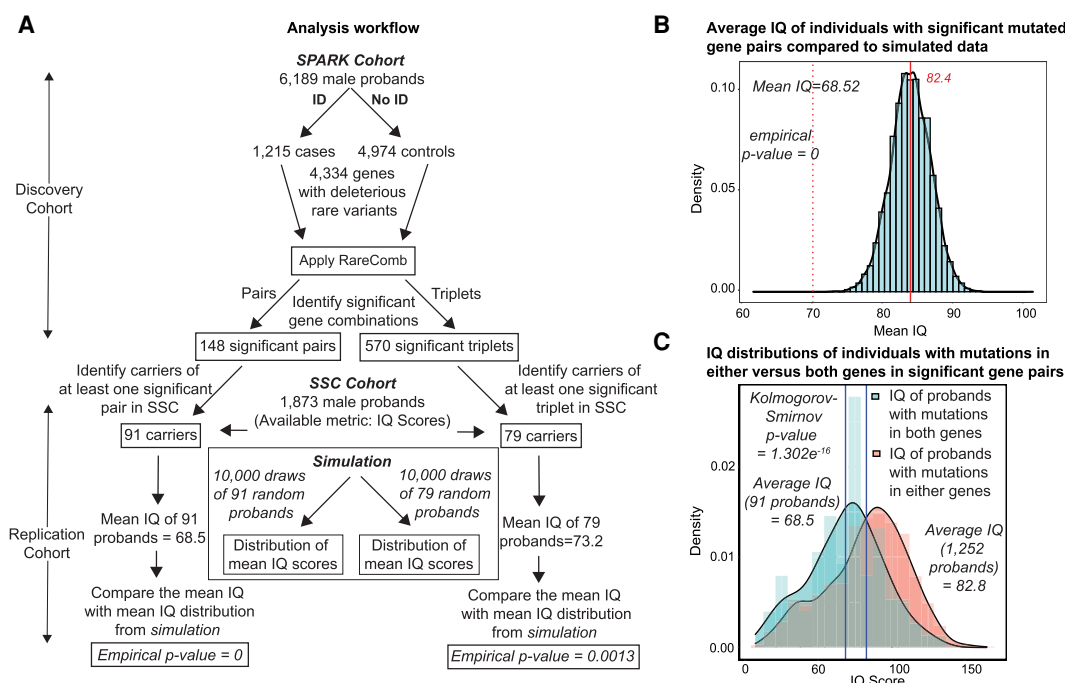 A
Analysis workflow
SPARK Cohort
6,189 male probands
ID
No ID
1,215 cases
4,974 controls
4,334 genes
with deleterious
rare variants
Discovery
Cohort
Apply RareComb
Pairs
Triplets
Identify significant
gene combinations
148 significant pairs
570 significant triplets
Identify carriers of
at least one significant
pair in SSC
SSC Cohort
1,873 male probands
(Available metric: IQ Scores)
Identify carriers of
at least one significant
triplet in SSC
91 carriers
79 carriers
Simulation
10,000 draws
of 91 random
probands
10,000 draws
of 79 random
probands
Replication
Cohort
Mean IQ of 91
probands = 68.5
Mean IQ of 79
probands=73.2
Distribution of
mean IQ scores
Distribution of
mean IQ scores
Compare the mean IQ
with mean IQ distribution
from simulation
Compare the mean IQ
with mean IQ distribution
from simulation
Empirical p-value = 0
Empirical p-value = 0.0013
B
Average IQ of individuals with significant mutated
gene pairs compared to simulated data
Mean IQ=68.52
82.4
empirical
p-value = 0
0.10
0.05
0.00
Density
60
70
80
90
100
Mean IQ
C
IQ distributions of individuals with mutations in
either versus both genes in significant gene pairs
Kolmogorov-
Smirnov
p-value
= 1.302e-16
IQ of probands
with mutations
in both genes
IQ of probands
with mutations
in either genes
Average IQ
(91 probands)
= 68.5
Average IQ
(1,252
probands)
= 82.8
0.02
0.01
0.00
Density
0
60
100
150
IQ Score